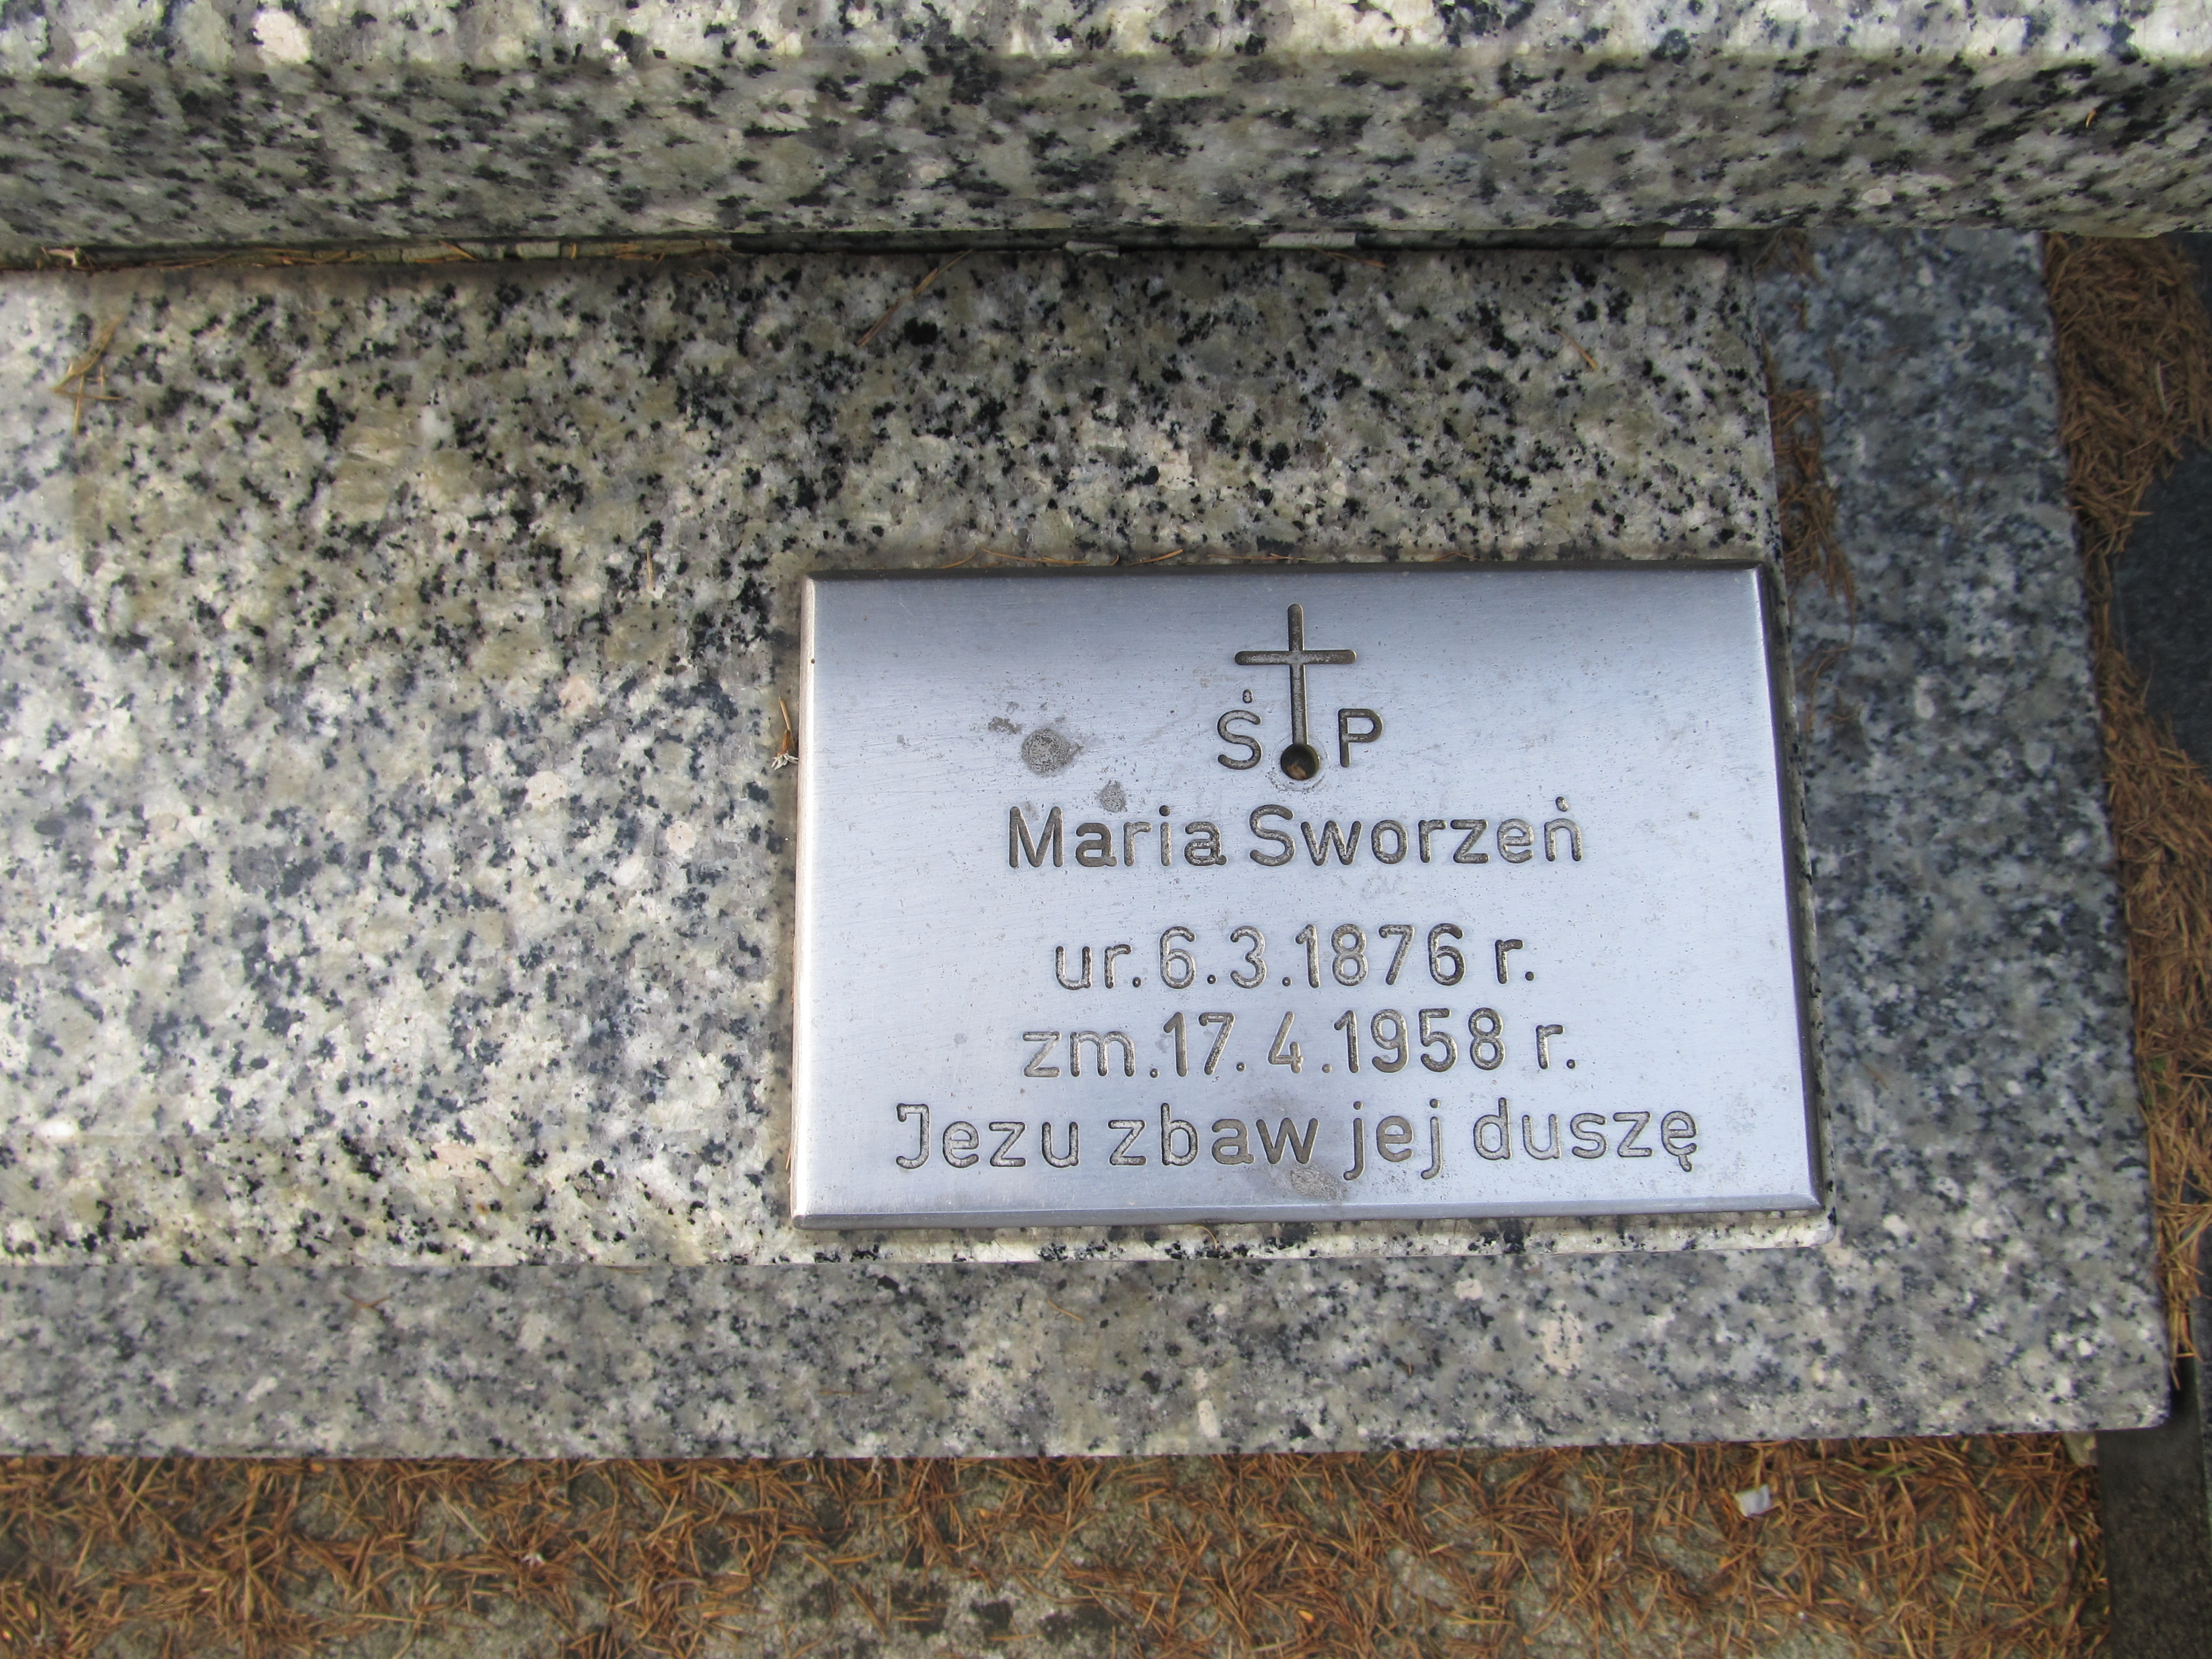 Ś P
Maria Sworzeń
ur. 6.3.1876 r.
zm. 17.4.1958 r.
Jezu zbaw jej duszę